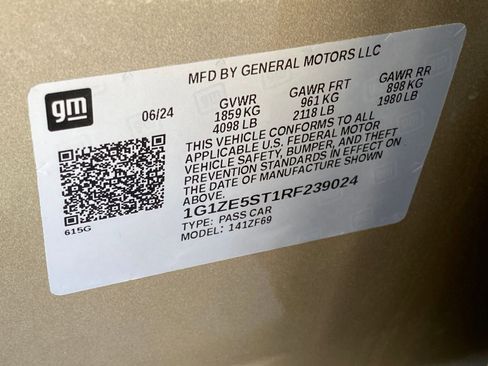 gm
MFD BY GENERAL MOTORS LLC
06/24 GVWR GAWR FRT GAWR RR
1859 KG 961 KG 898 KG
4098 LB 2118 LB 1980 LB
THIS VEHICLE CONFORMS TO ALL
APPLICABLE U.S. FEDERAL MOTOR
VEHICLE SAFETY, BUMPER, AND THEFT
PREVENTION STANDARDS IN EFFECT ON
THE DATE OF MANUFACTURE SHOWN
ABOVE.
1G1ZE5ST1RF239024
TYPE: PASS CAR
MODEL: 141ZF69
615G